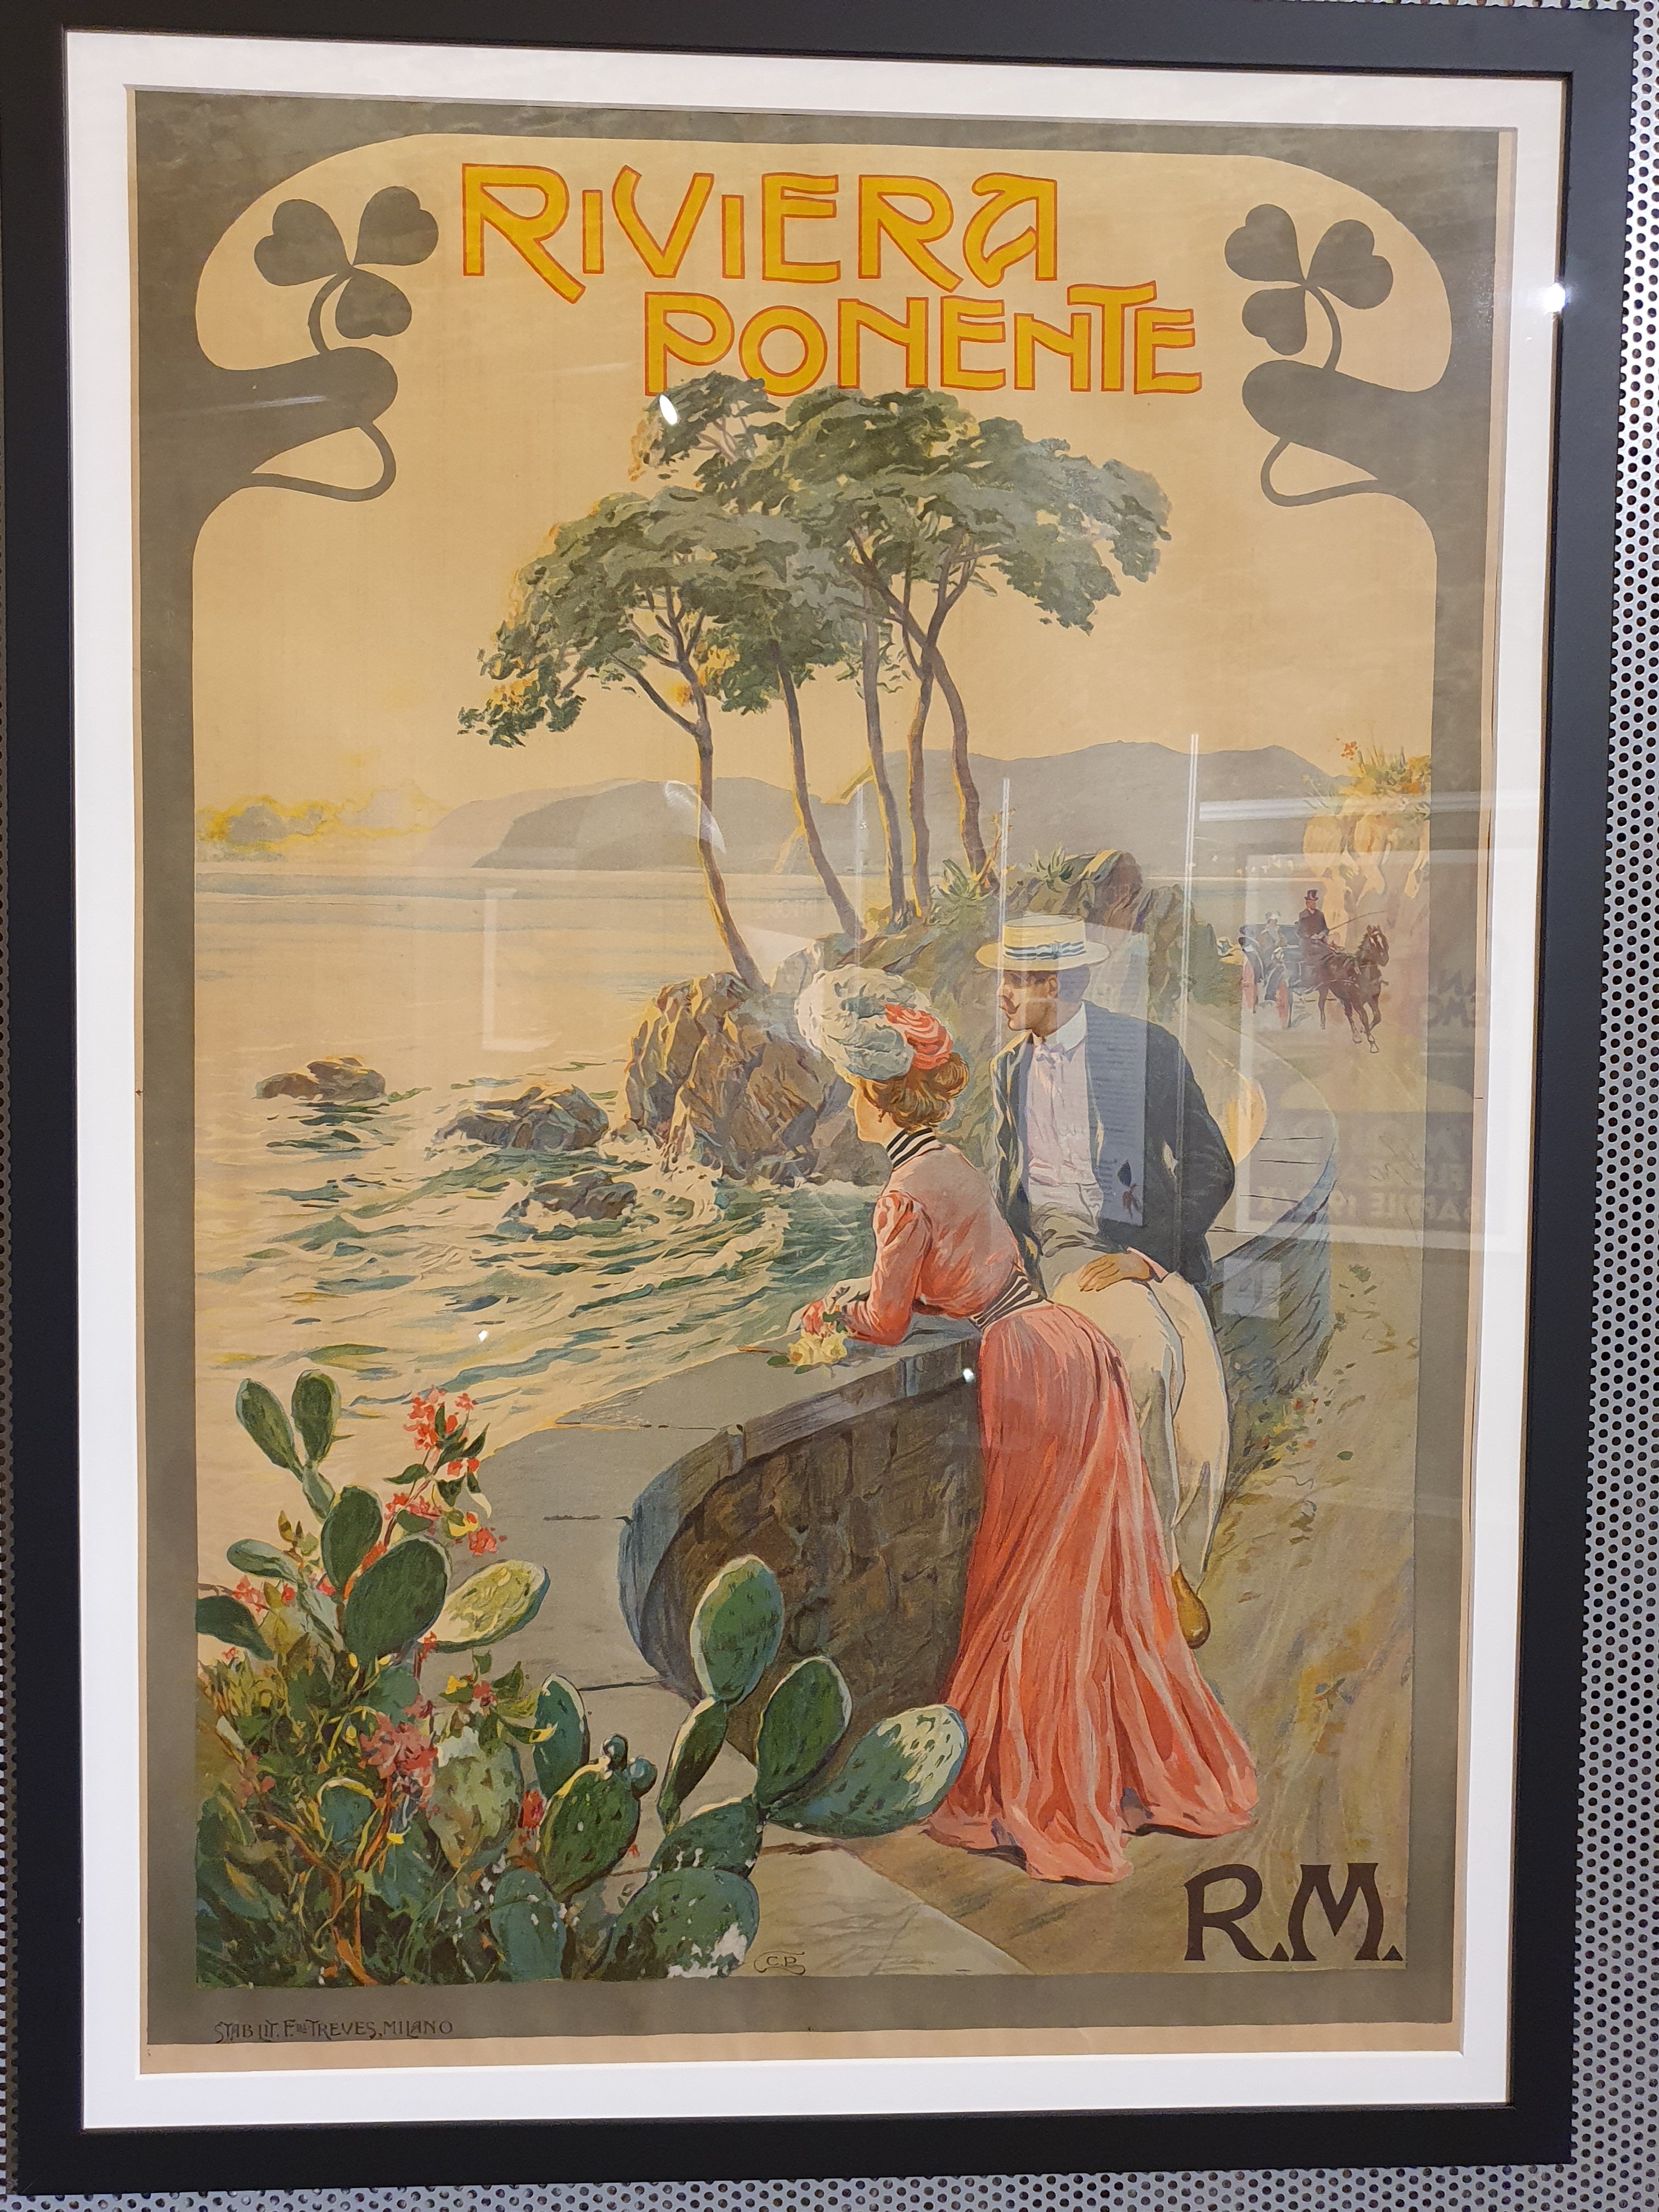 RIVIERA
PONENTE
R.M.
C.P.
STAB LIT. F.LLI TREVES, MILANO